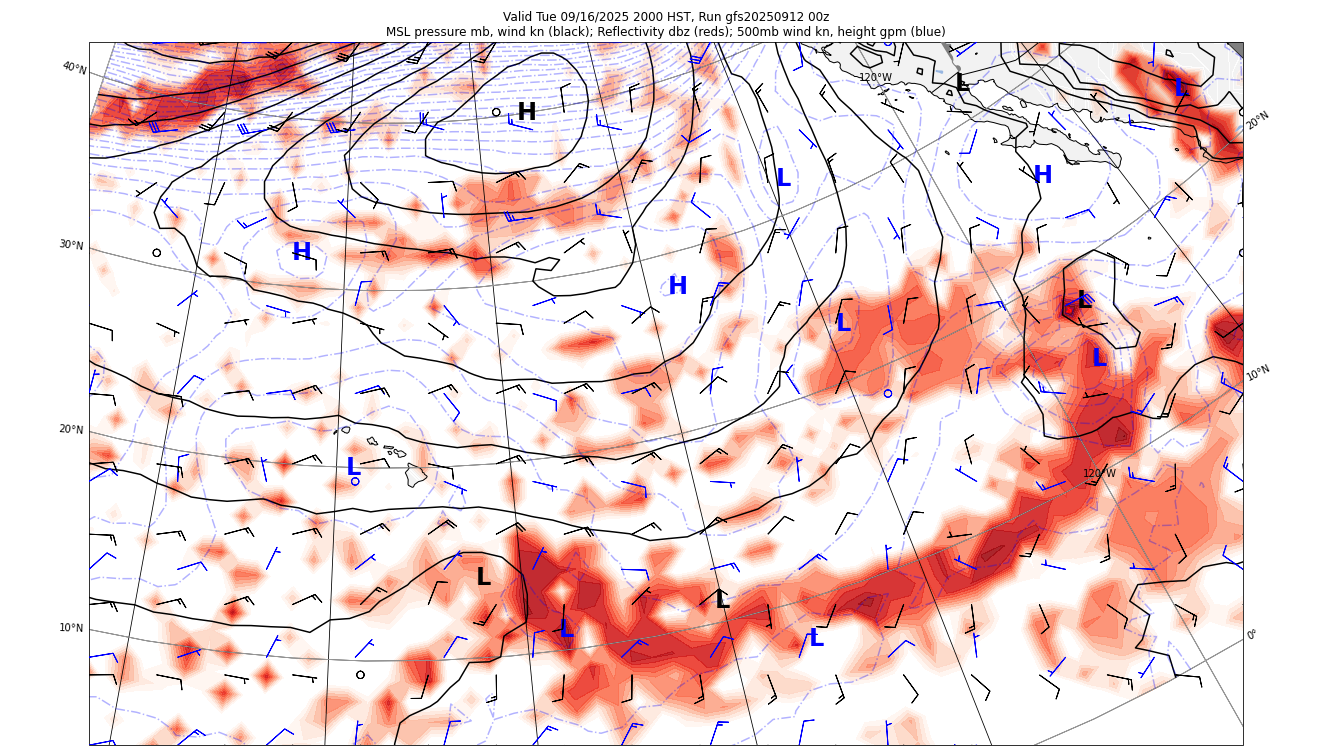 Valid Tue 09/16/2025 2000 HST, Run gfs20250912 00z
MSL pressure mb, wind kn (black); Reflectivity dbz (reds); 500mb wind kn, height gpm (blue)
40°N
120°W
L
L
20°N
H
L
H
30°N
H
H
L
L
L
10°N
20°N
L
120°W
L
L
10°N
L
L
0°